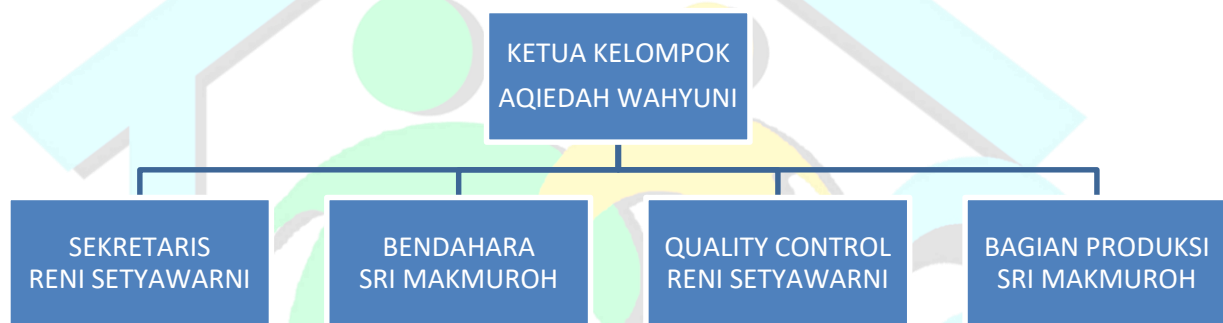 KETUA KELOMPOK
AQIEDAH WAHYUNI
SEKRETARIS
RENI SETYAWARNI
BENDAHARA
SRI MAKMUROH
QUALITY CONTROL
RENI SETYAWARNI
BAGIAN PRODUKSI
SRI MAKMUROH